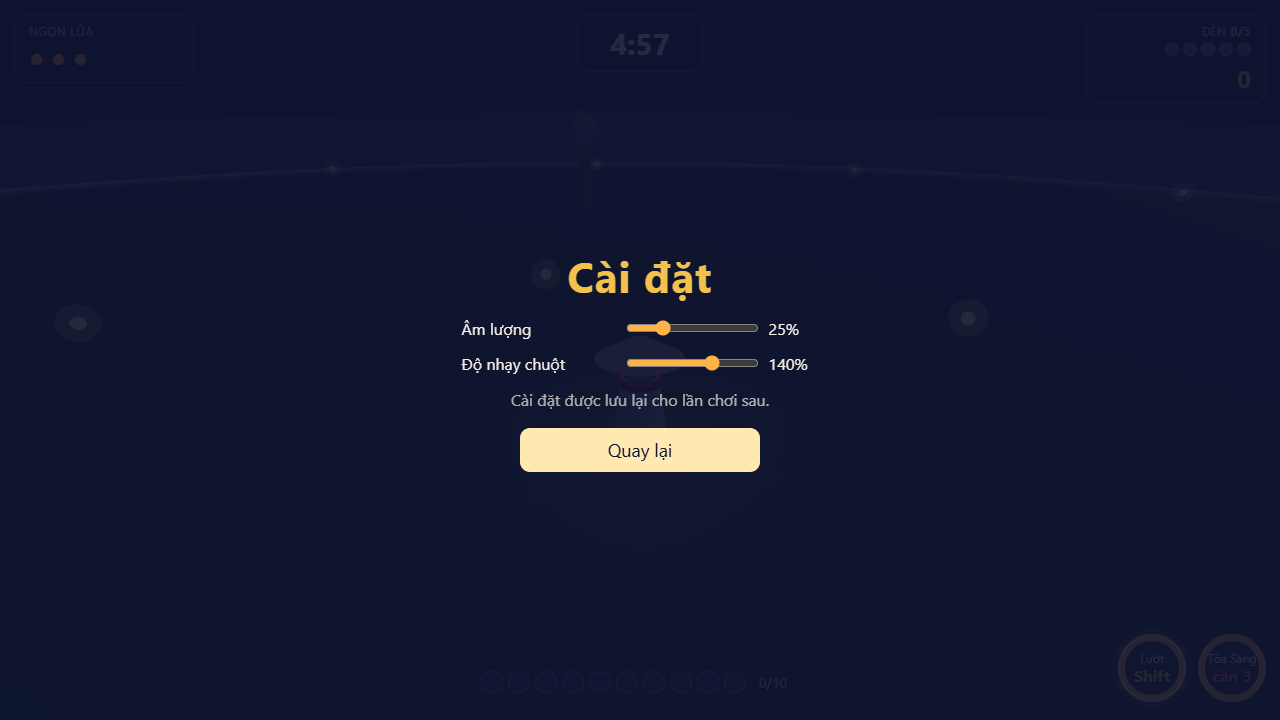 NGỌN LỬA
4:57
ĐÈN 0/5
0
Cài đặt
Âm lượng 25%
Độ nhạy chuột 140%
Cài đặt được lưu lại cho lần chơi sau.
Quay lại
0/10
Lướt
Shift
Tỏa Sáng
cần 3